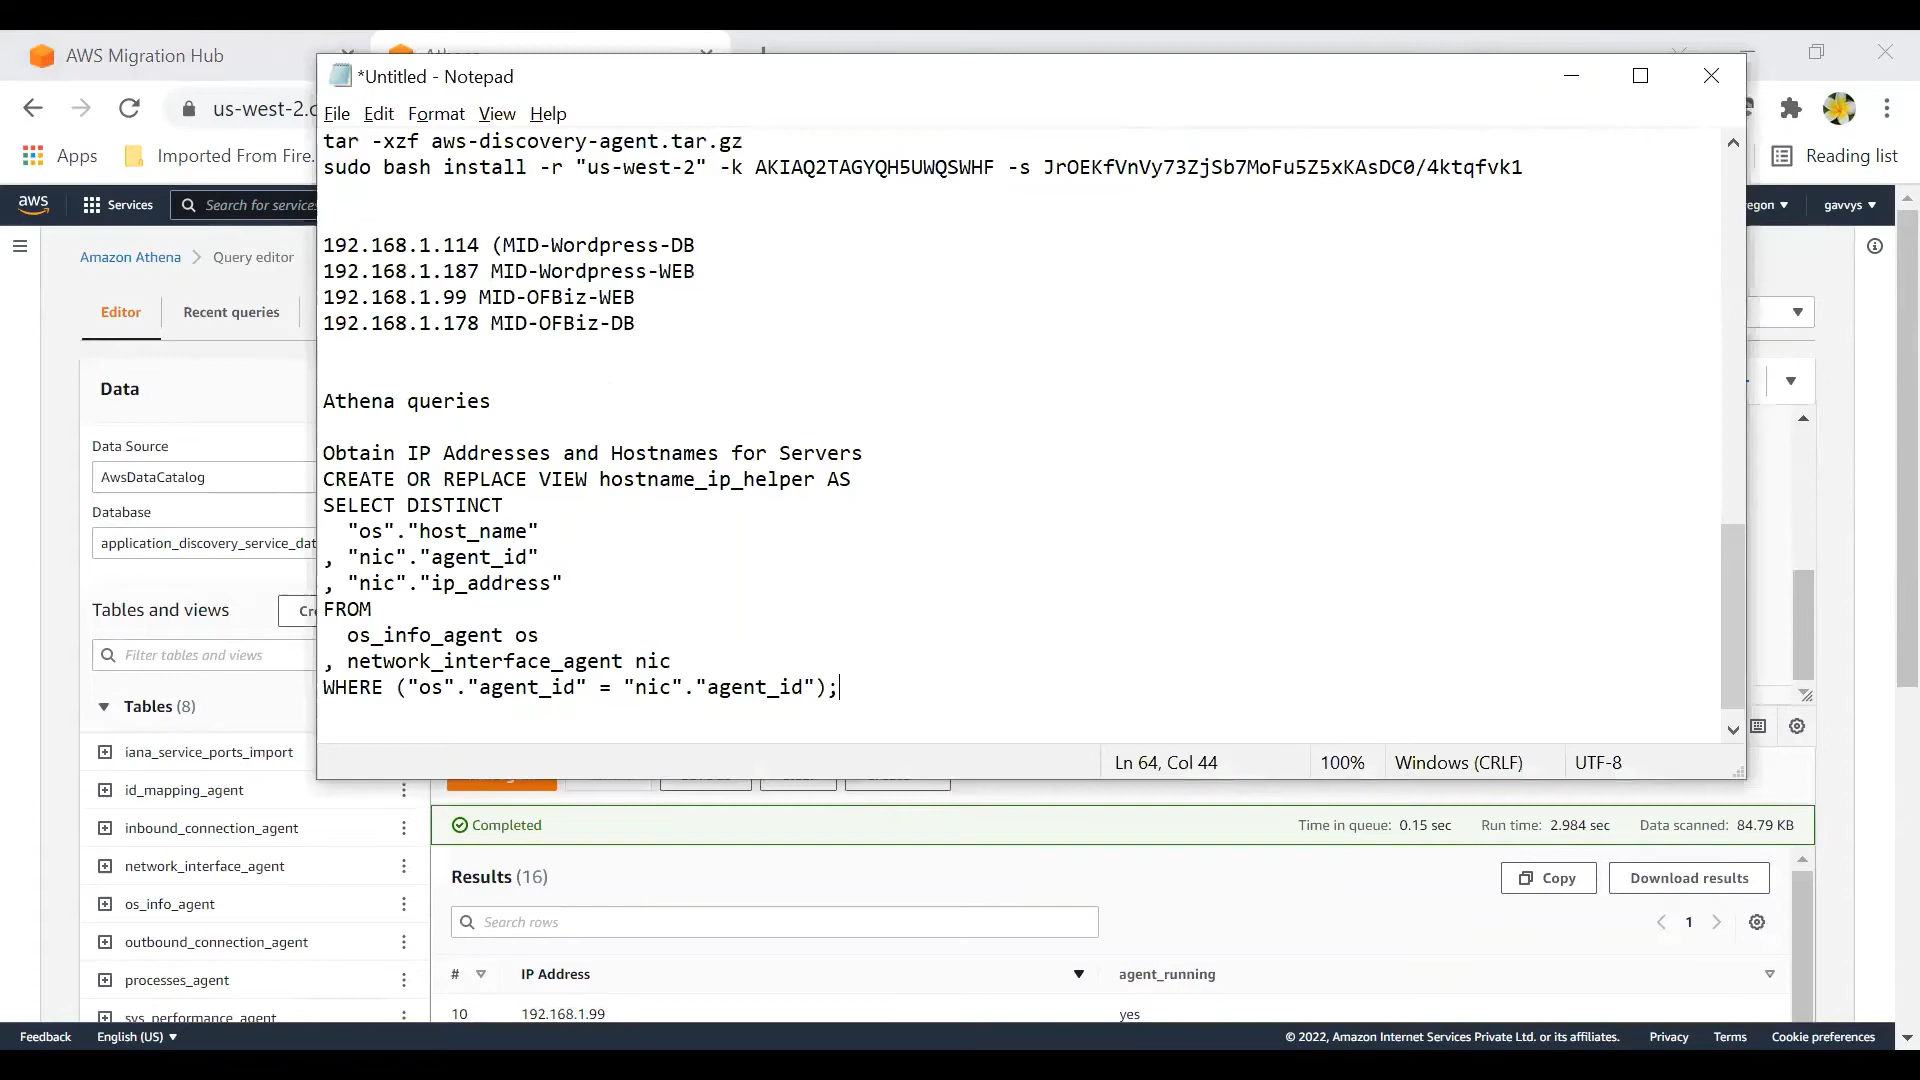 AWS Migration Hub
*Untitled - Notepad
us-west-2.c
File Edit Format View Help
Apps
Imported From Fire.
Reading list
tar -xzf aws-discovery-agent.tar.gz
sudo bash install -r "us-west-2" -k AKIAQ2TAGYQH5UWQSWHF -s JrOEKfVnVy73ZjSb7MoFu5Z5xKAsDC0/4ktqfvk1
aws
Services
Search for services
egon
gavvys
192.168.1.114 (MID-Wordpress-DB
192.168.1.187 MID-Wordpress-WEB
192.168.1.99 MID-OFBiz-WEB
192.168.1.178 MID-OFBiz-DB
Amazon Athena > Query editor
Editor
Recent queries
Data
Athena queries
Data Source
AwsDataCatalog
Database
application_discovery_service_dat
Obtain IP Addresses and Hostnames for Servers
CREATE OR REPLACE VIEW hostname_ip_helper AS
SELECT DISTINCT
"os"."host_name"
, "nic"."agent_id"
, "nic"."ip_address"
FROM
os_info_agent os
, network_interface_agent nic
WHERE ("os"."agent_id" = "nic"."agent_id");
Tables and views
Cre
Filter tables and views
Tables (8)
iana_service_ports_import
id_mapping_agent
inbound_connection_agent
network_interface_agent
os_info_agent
outbound_connection_agent
processes_agent
sys_performance_agent
Ln 64, Col 44
100%
Windows (CRLF)
UTF-8
Completed
Time in queue: 0.15 sec
Run time: 2.984 sec
Data scanned: 84.79 KB
Results (16)
Copy
Download results
Search rows
1
# IP Address agent_running
10 192.168.1.99 yes
Feedback English (US)
© 2022, Amazon Internet Services Private Ltd. or its affiliates. Privacy Terms Cookie preferences